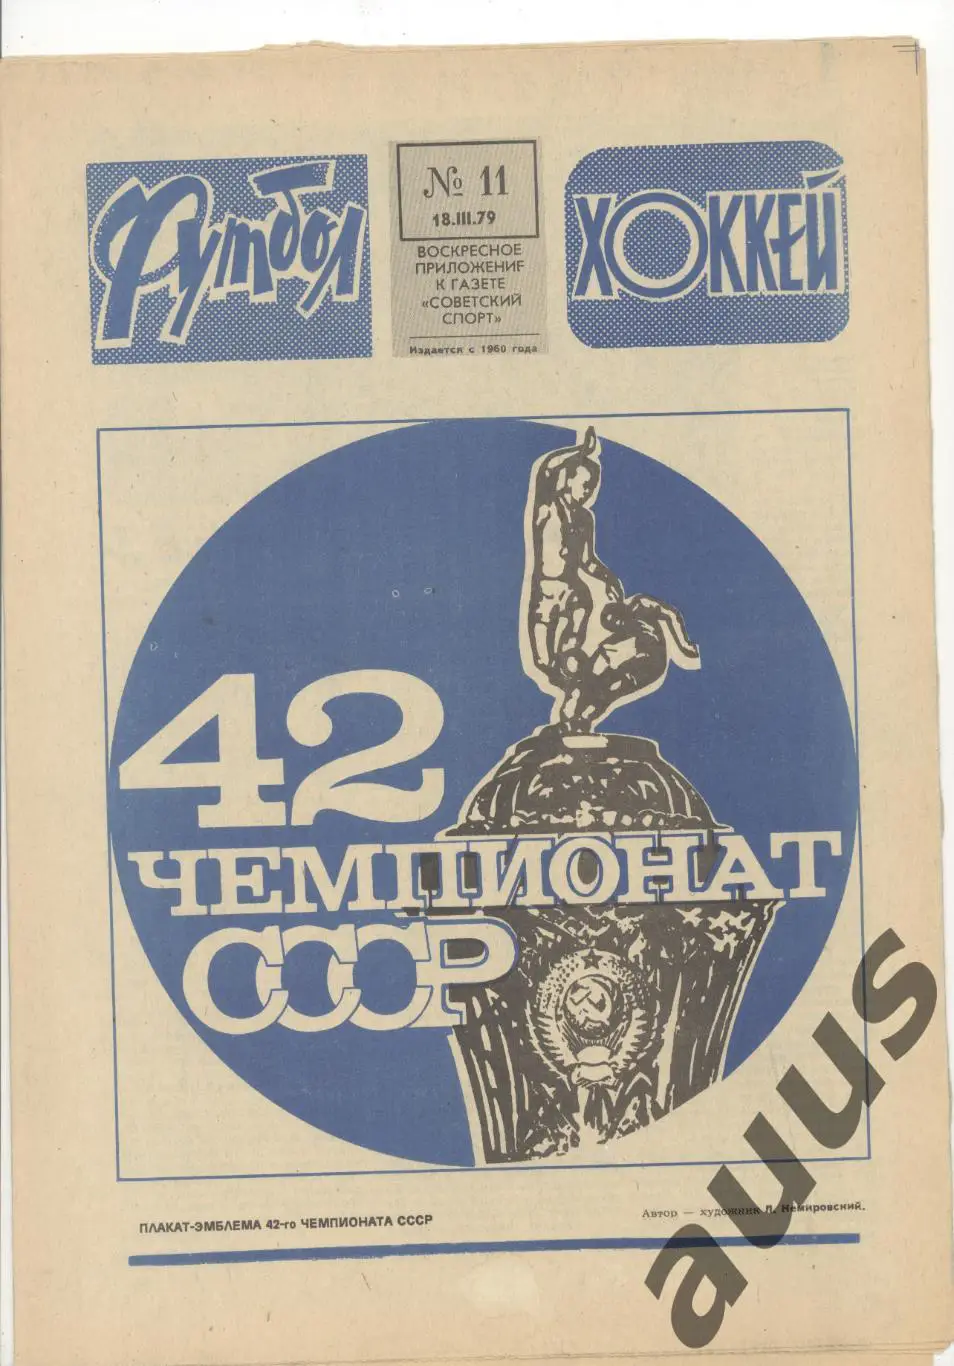 Футбол
№ 11
18.III.79
ВОСКРЕСНОЕ
ПРИЛОЖЕНИЕ
К ГАЗЕТЕ
«СОВЕТСКИЙ
СПОРТ»
Издается с 1960 года
ХОККЕЙ
42
ЧЕМПИОНАТ
СССР
ПЛАКАТ-ЭМБЛЕМА 42-го ЧЕМПИОНАТА СССР
Автор — художник Л. Немировский.
auus